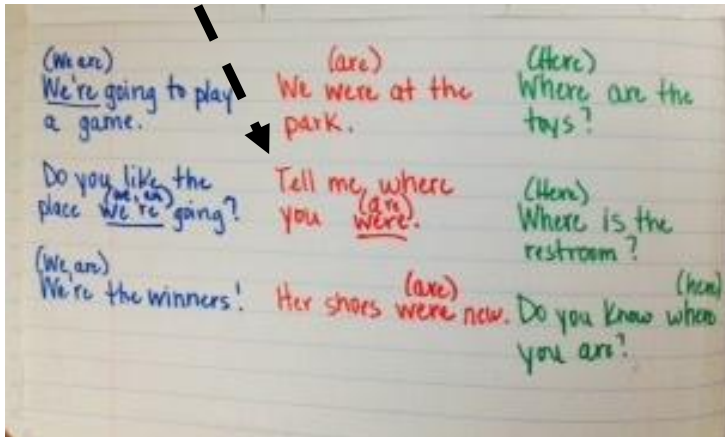 (We are)
We're going to play
a game.
Do you like the
(we are)
place we're going?
(We are)
We're the winners!
(are)
We were at the
park.
Tell me, where
(are)
you were.
(are)
Her shoes were new.
(Here)
Where are the
toys?
(Here)
Where is the
restroom?
(here)
Do you know where
you are?